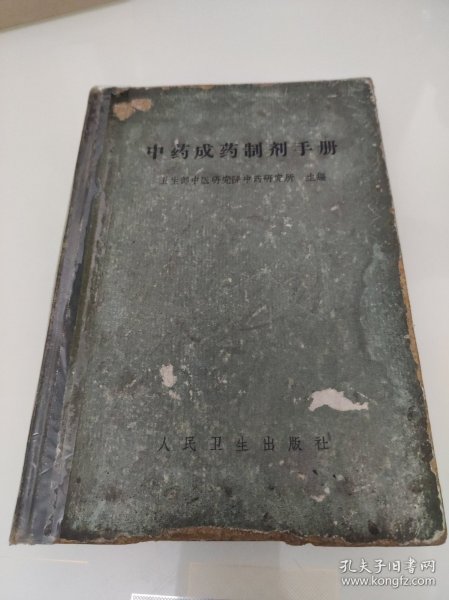 中药成药制剂手册
卫生部中医研究院中药研究所 主编
人民卫生出版社
孔夫子旧书网
www.kongfz.com